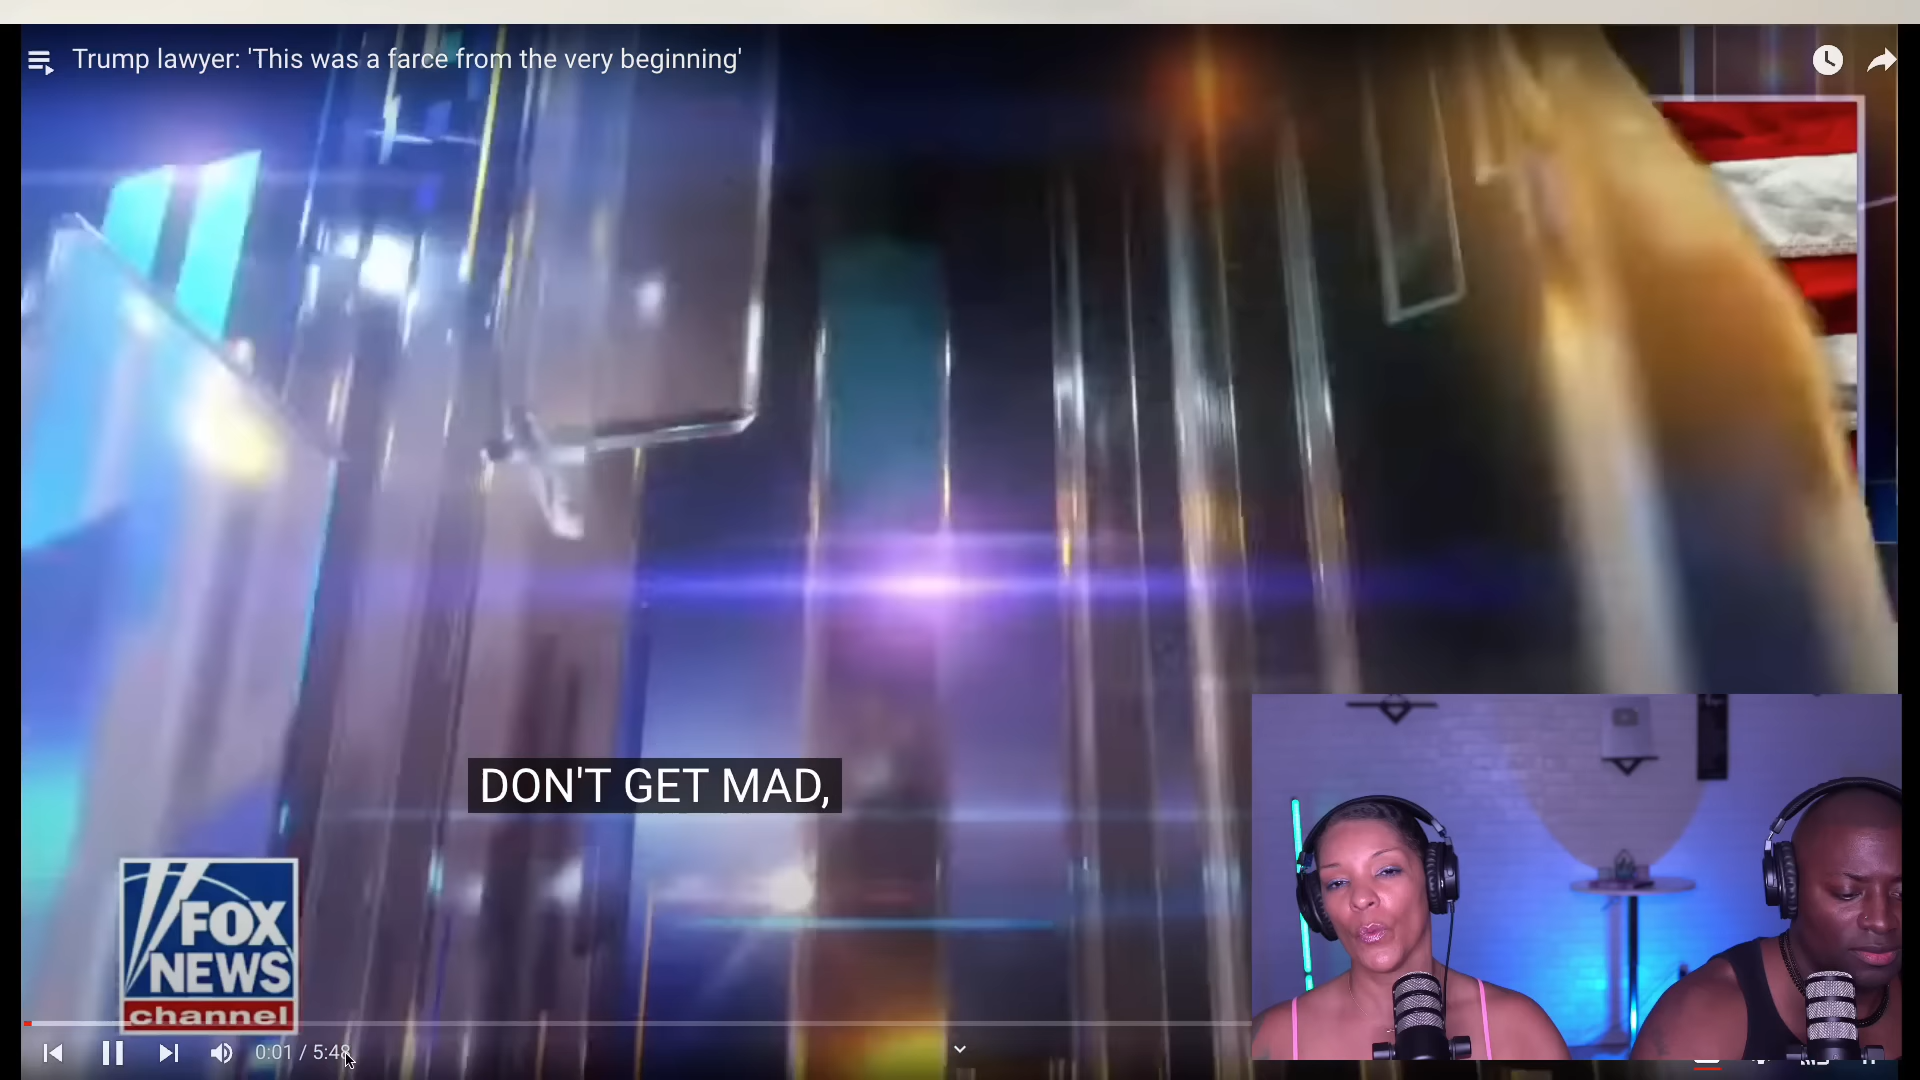 Trump lawyer: 'This was a farce from the very beginning'
DON'T GET MAD,
FOX
NEWS
channel
0:01 / 5:48